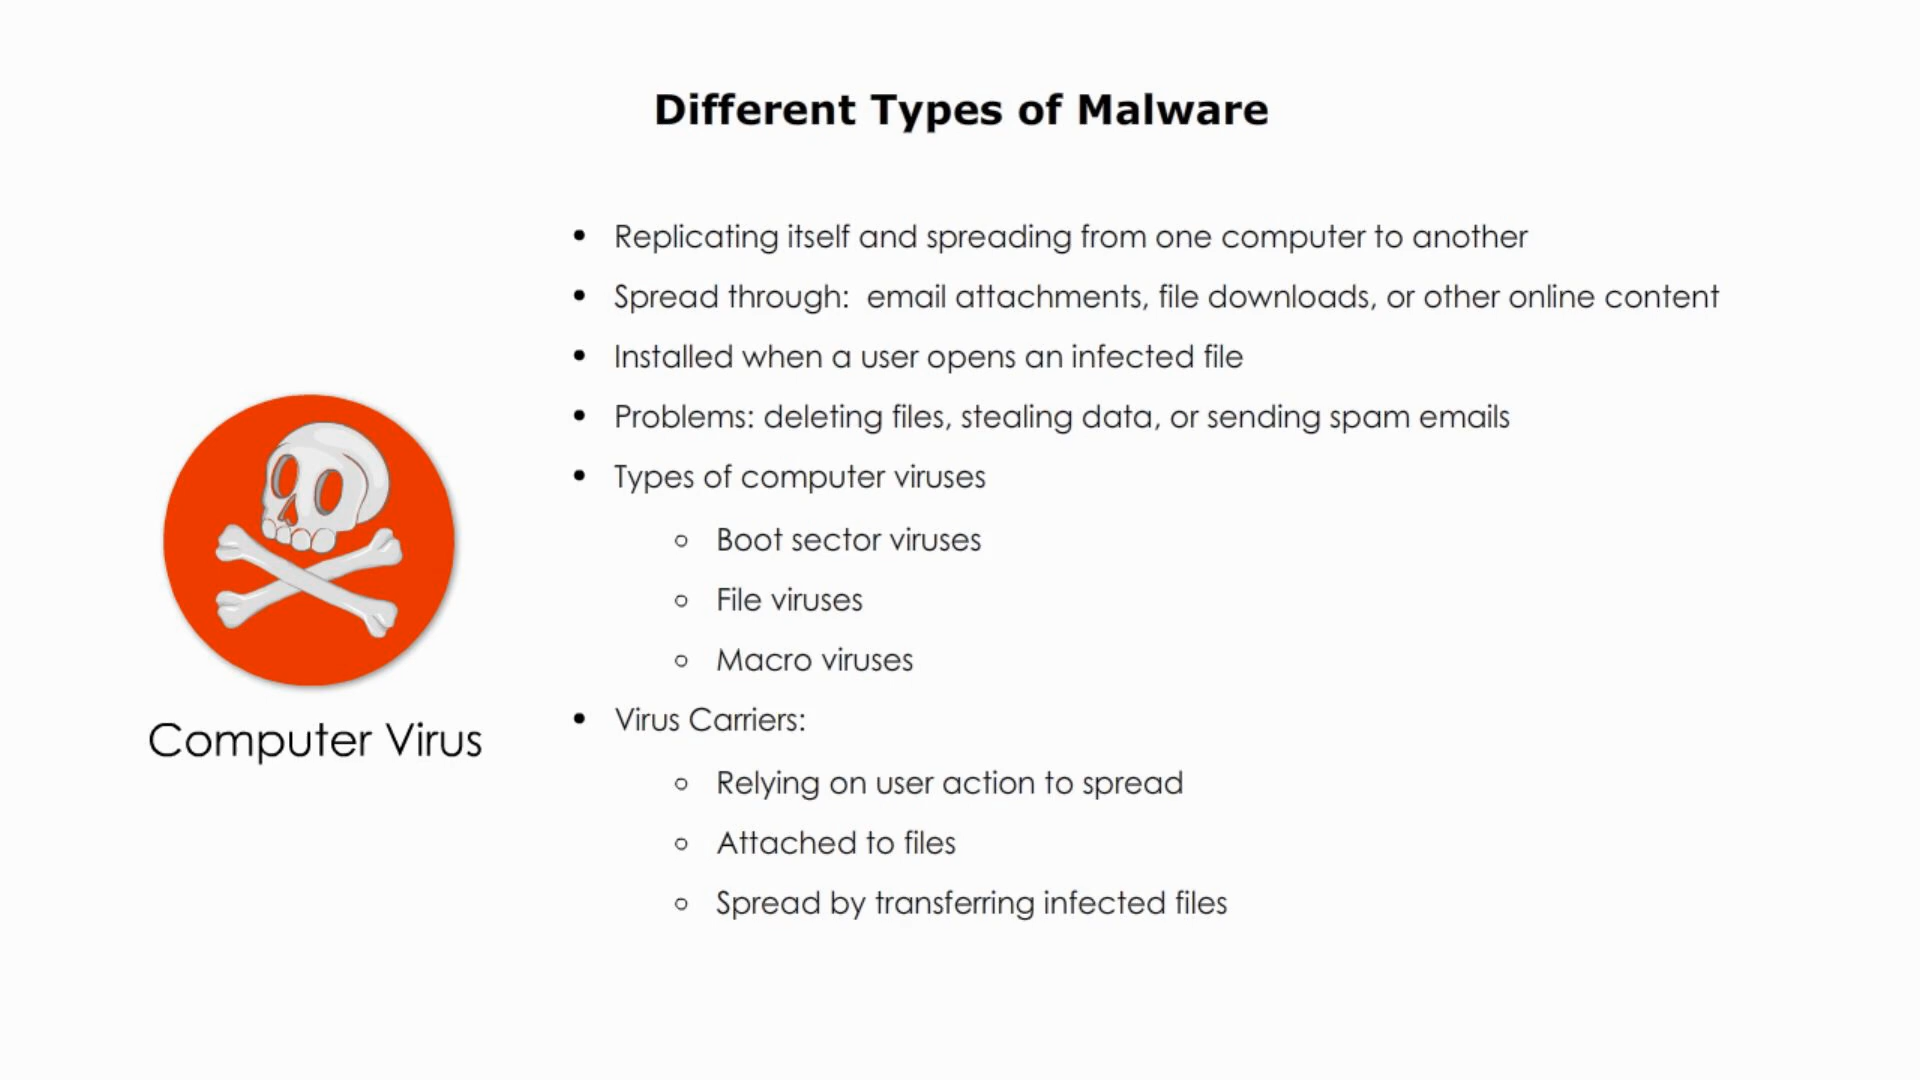 Different Types of Malware
• Replicating itself and spreading from one computer to another
• Spread through:  email attachments, file downloads, or other online content
• Installed when a user opens an infected file
• Problems: deleting files, stealing data, or sending spam emails
• Types of computer viruses
◦ Boot sector viruses
◦ File viruses
◦ Macro viruses
• Virus Carriers:
◦ Relying on user action to spread
◦ Attached to files
◦ Spread by transferring infected files
Computer Virus